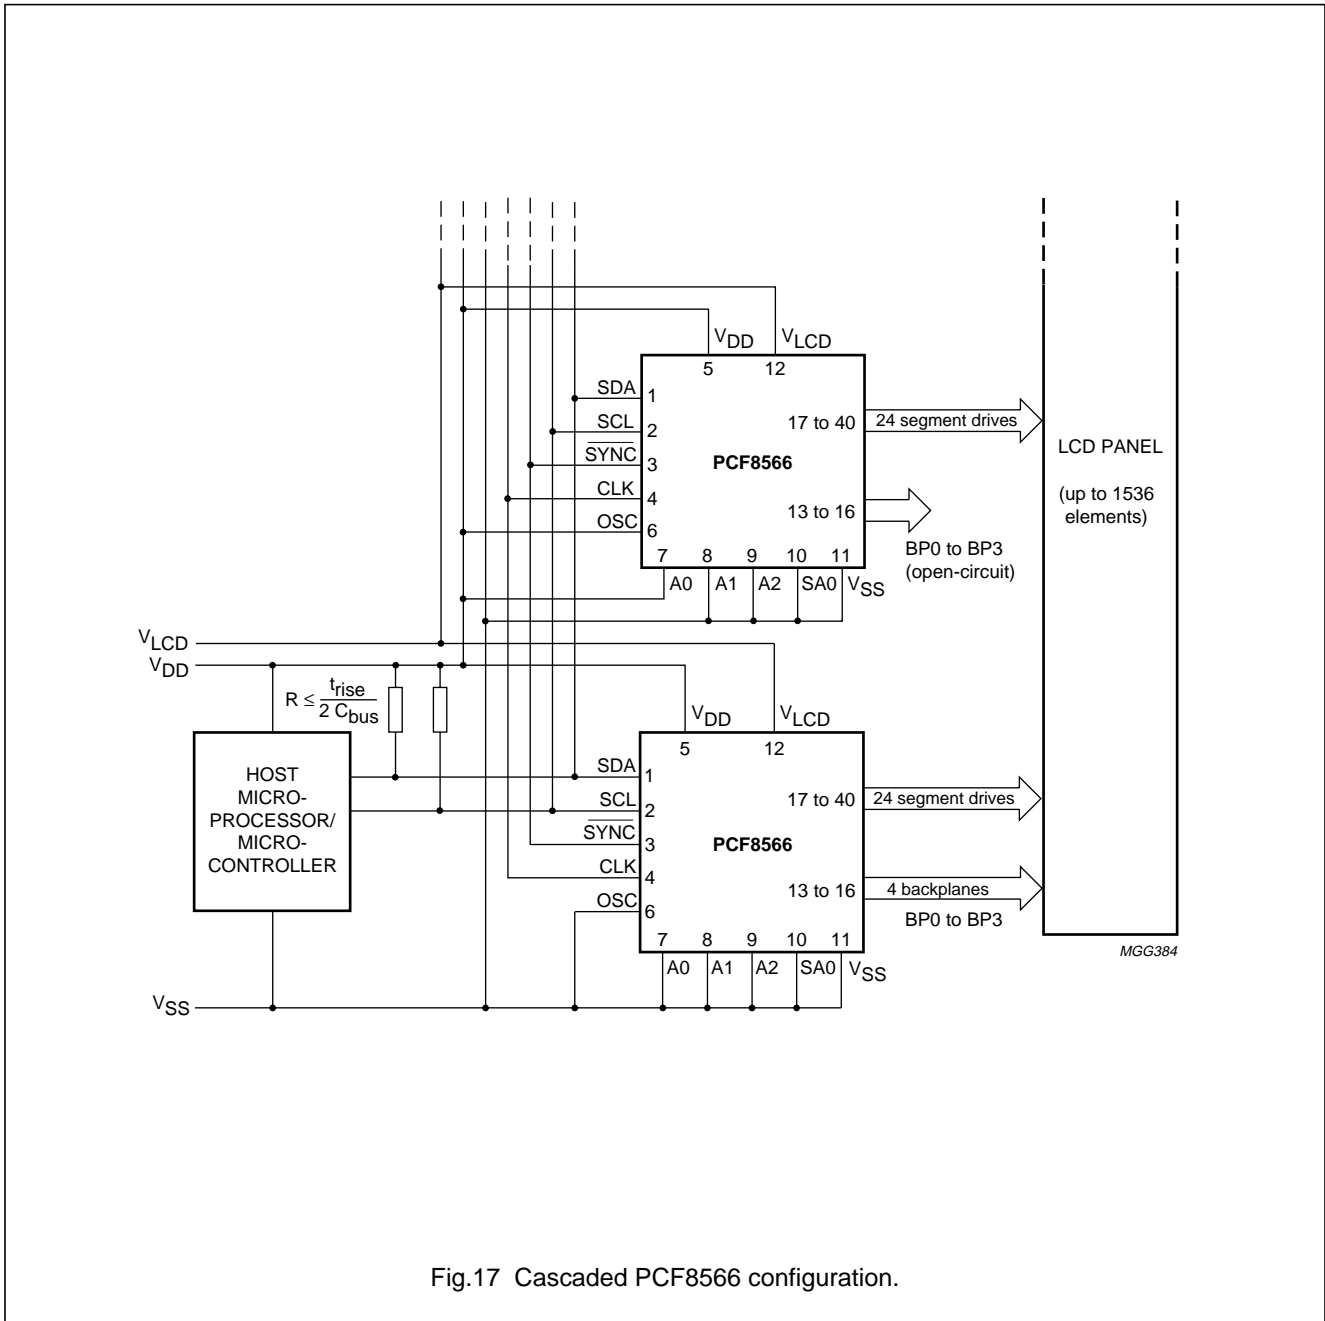 VDD
VLCD
5
12
SDA
1
SCL
2
17 to 40
24 segment drives
SYNC
3
PCF8566
LCD PANEL
CLK
4
(up to 1536
elements)
OSC
6
13 to 16
7
8
9
10
11
A0
A1
A2
SA0
VSS
BP0 to BP3
(open-circuit)
VLCD
VDD
R ≤ trise
2 Cbus
VDD
VLCD
5
12
HOST
MICRO-
PROCESSOR/
MICRO-
CONTROLLER
SDA
1
SCL
2
17 to 40
24 segment drives
SYNC
3
PCF8566
CLK
4
13 to 16
4 backplanes
OSC
6
BP0 to BP3
7
8
9
10
11
A0
A1
A2
SA0
VSS
MGG384
VSS
Fig.17 Cascaded PCF8566 configuration.